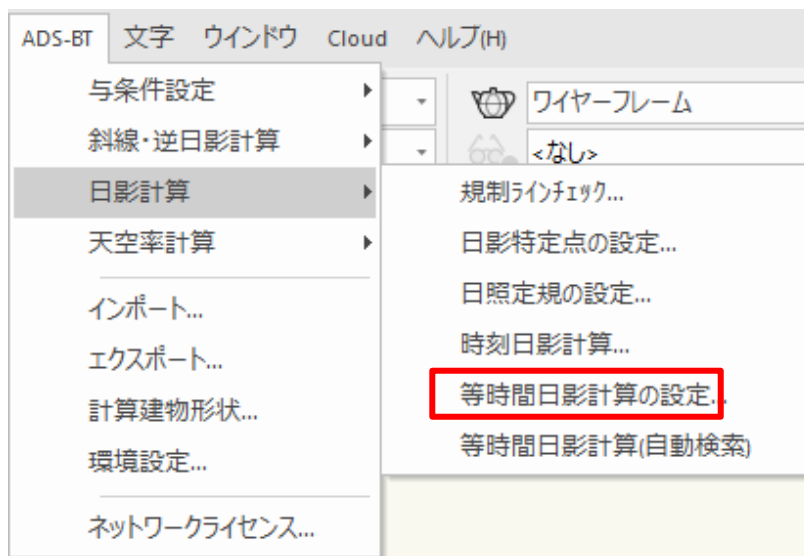 ADS-BT 文字 ウインドウ Cloud ヘルプ(H)
与条件設定
斜線・逆日影計算
日影計算
天空率計算
インポート...
エクスポート...
計算建物形状...
環境設定...
ネットワークライセンス...
ワイヤーフレーム
<なし>
規制ラインチェック...
日影特定点の設定...
日照定規の設定...
時刻日影計算...
等時間日影計算の設定...
等時間日影計算(自動検索)